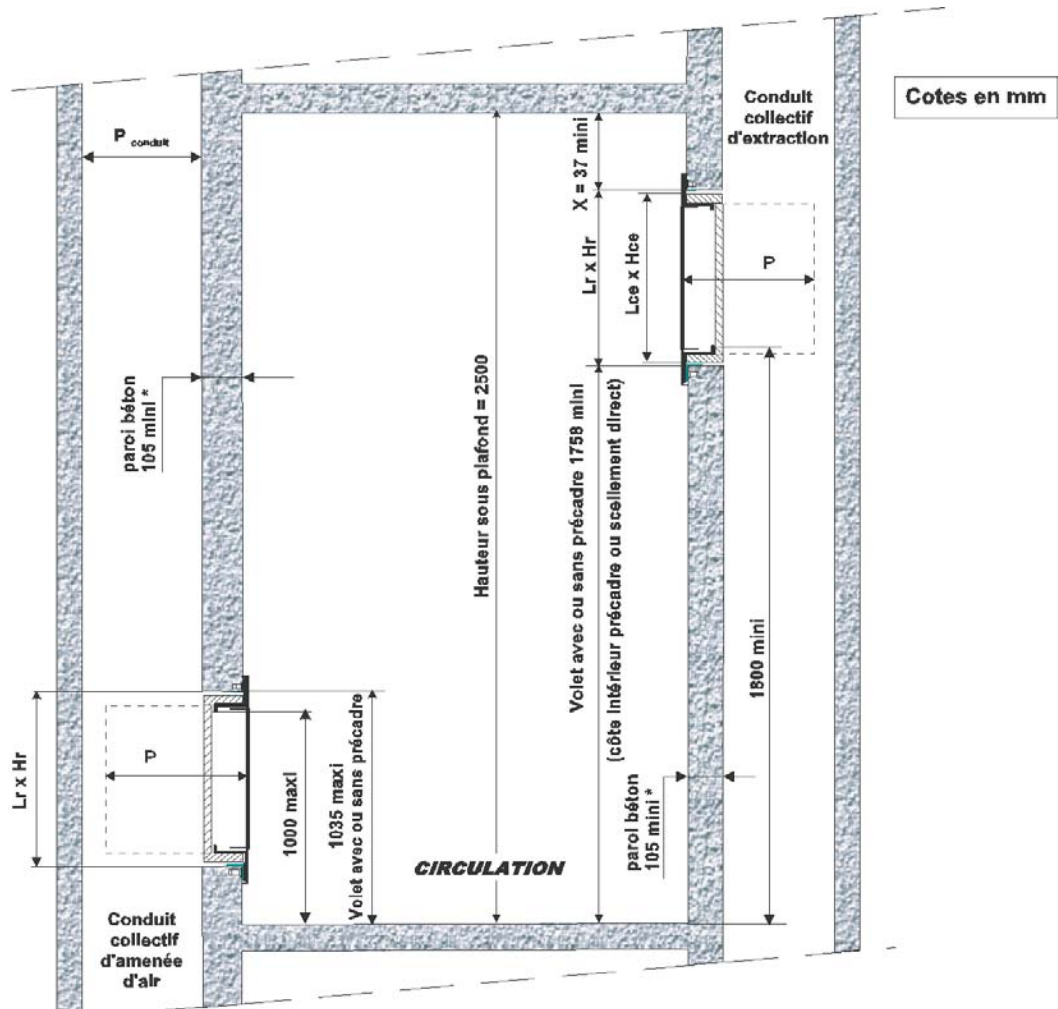 Cotes en mm
P conduit
Conduit
collectif
d'extraction
X = 37 mini
Lr x Hr
Lce x Hce
P
paroi béton
105 mini *
Hauteur sous plafond = 2500
Volet avec ou sans précadre 1758 mini
(côte intérieur précadre ou scellement direct)
1800 mini
Lr x Hr
P
1000 maxi
1035 maxi
Volet avec ou sans précadre
paroi béton
105 mini *
CIRCULATION
Conduit
collectif
d'amenée
d'air